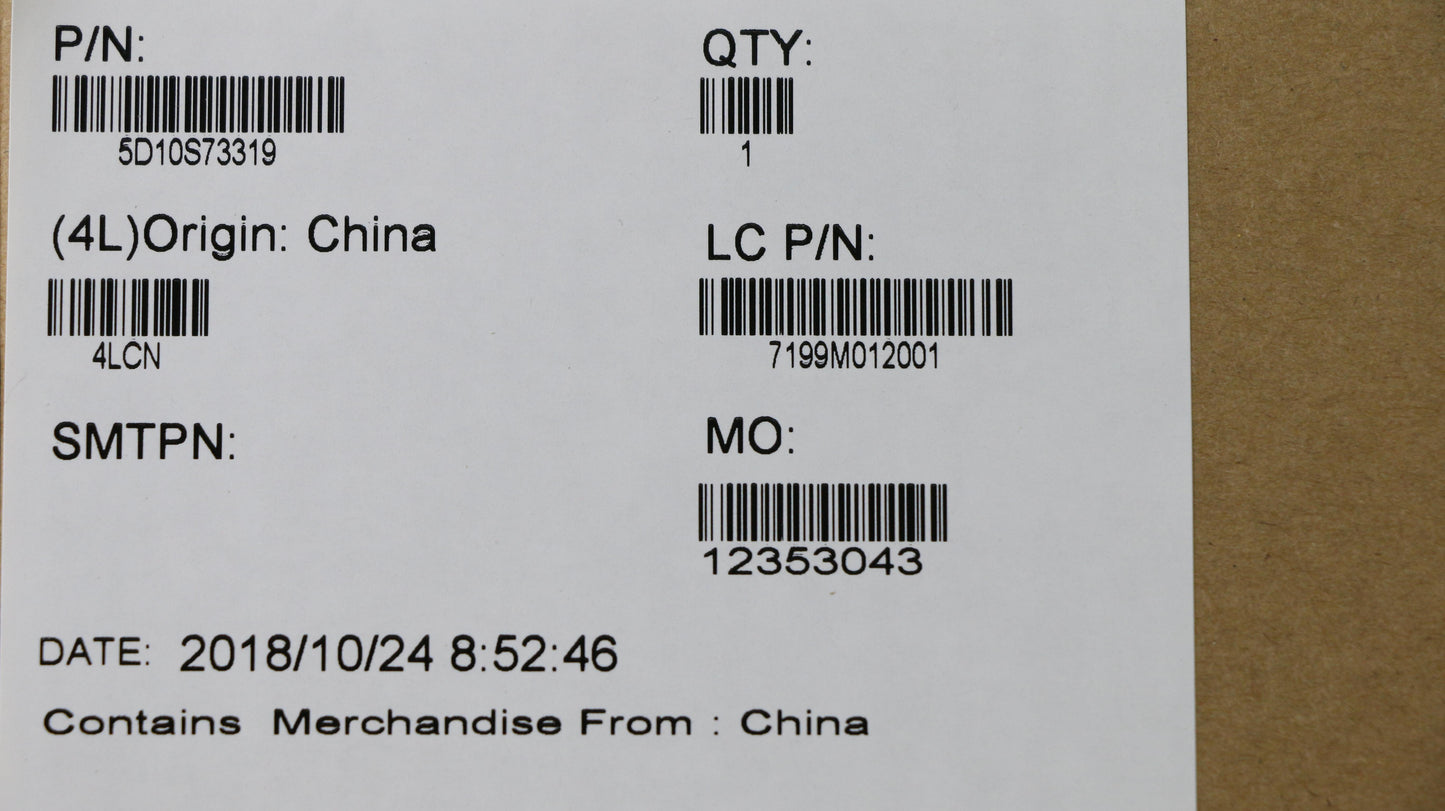 P/N:
5D10S73319
QTY:
1
(4L)Origin: China
4LCN
LC P/N:
7199M012001
SMTPN:
MO:
12353043
DATE: 2018/10/24 8:52:46
Contains Merchandise From : China